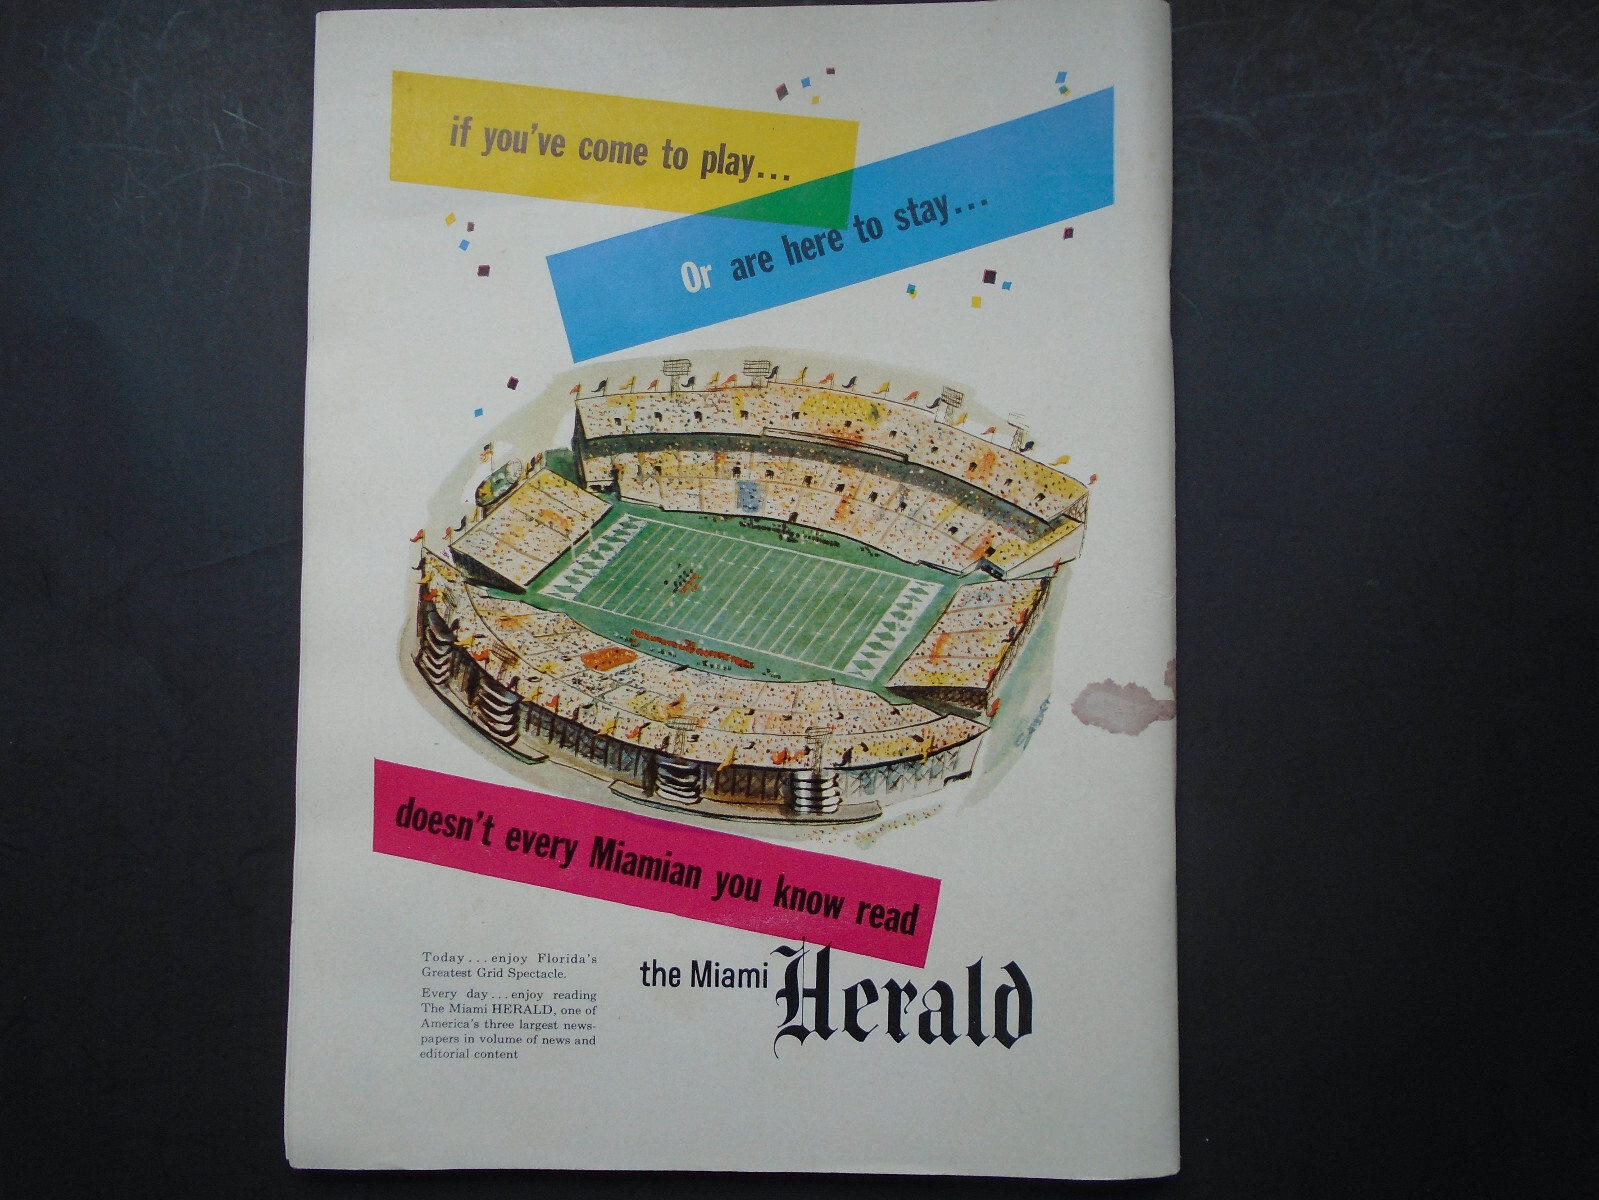 if you've come to play...
Or are here to stay...
doesn't every Miamian you know read
the Miami Herald
Today...enjoy Florida's
Greatest Grid Spectacle.
Every day...enjoy reading
The Miami HERALD, one of
America's three largest news-
papers in volume of news and
editorial content